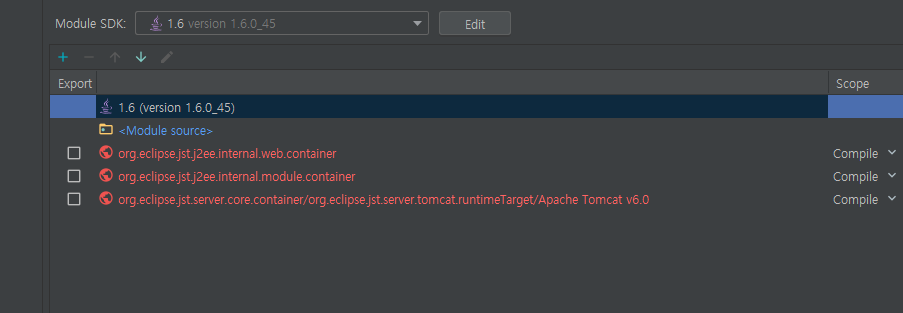 Module SDK: 1.6 version 1.6.0_45 Edit
Export Scope
1.6 (version 1.6.0_45)
<Module source>
org.eclipse.jst.j2ee.internal.web.container Compile
org.eclipse.jst.j2ee.internal.module.container Compile
org.eclipse.jst.server.core.container/org.eclipse.jst.server.tomcat.runtimeTarget/Apache Tomcat v6.0 Compile